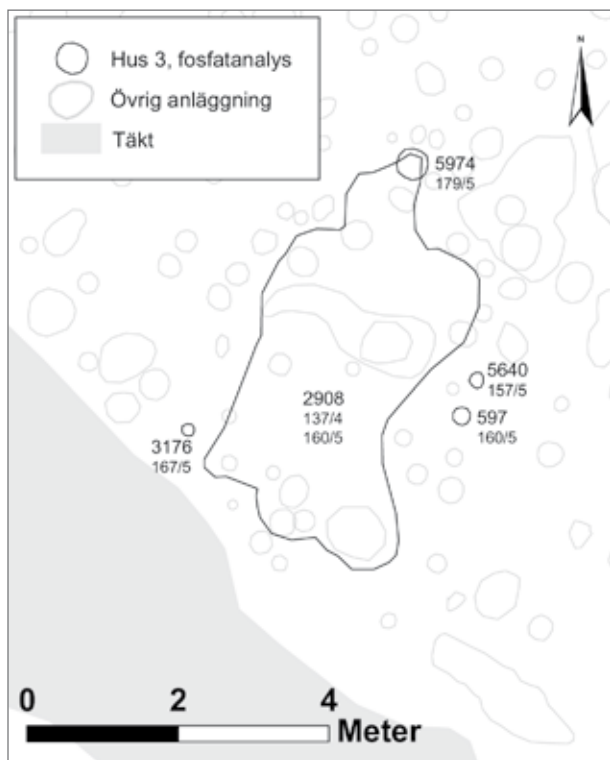 Hus 3, fosfatanalys
Övrig anläggning
Täkt
N
5974
179/5
5640
157/5
597
160/5
2908
137/4
160/5
3176
167/5
0 2 4
Meter